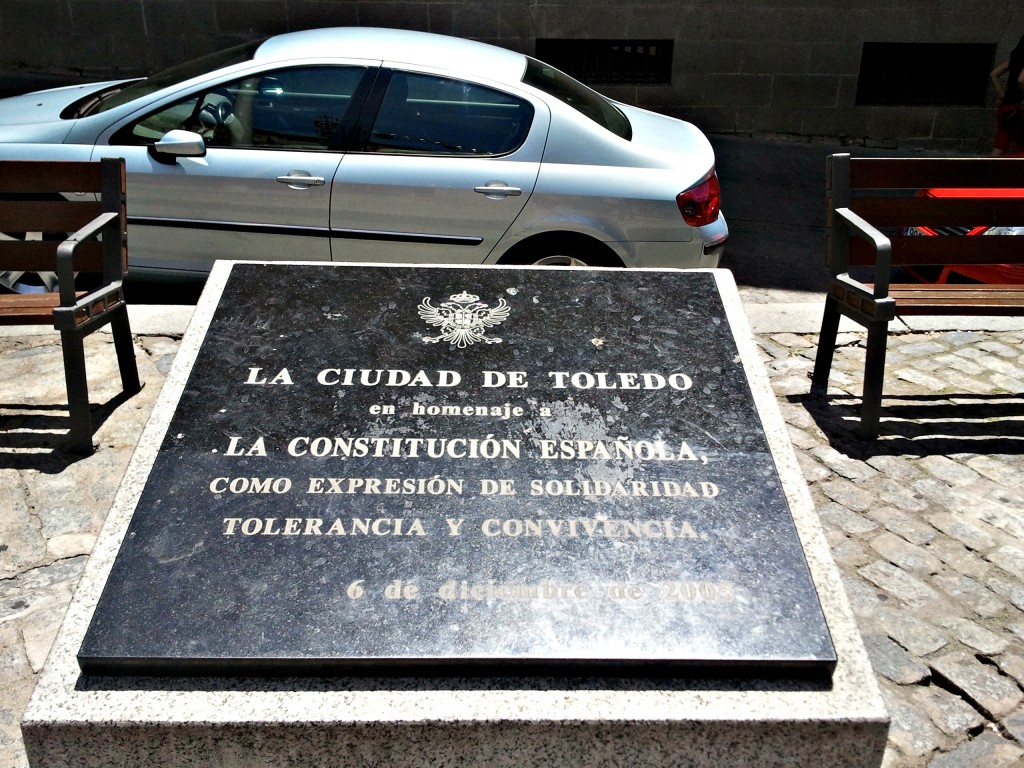 LA CIUDAD DE TOLEDO
en homenaje a
LA CONSTITUCIÓN ESPAÑOLA,
COMO EXPRESIÓN DE SOLIDARIDAD
TOLERANCIA Y CONVIVENCIA.
6 de diciembre de